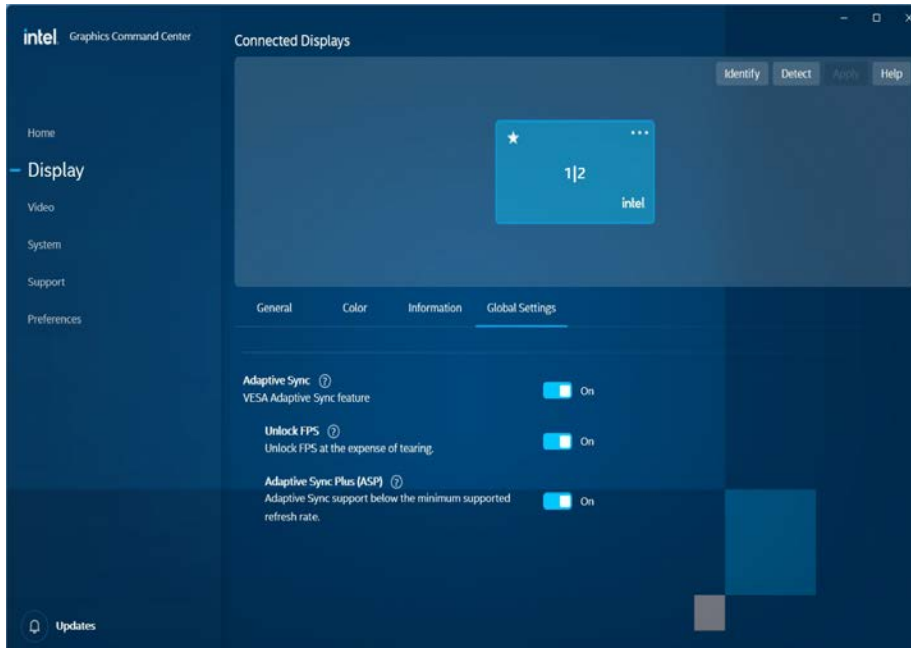 intel. Graphics Command Center
Connected Displays
Identify Detect Apply Help
1|2
intel
Home
Display
Video
System
Support
Preferences
General Color Information Global Settings
Adaptive Sync ?
VESA Adaptive Sync feature
On
Unlock FPS ?
Unlock FPS at the expense of tearing.
On
Adaptive Sync Plus (ASP) ?
Adaptive Sync support below the minimum supported
refresh rate.
On
Updates